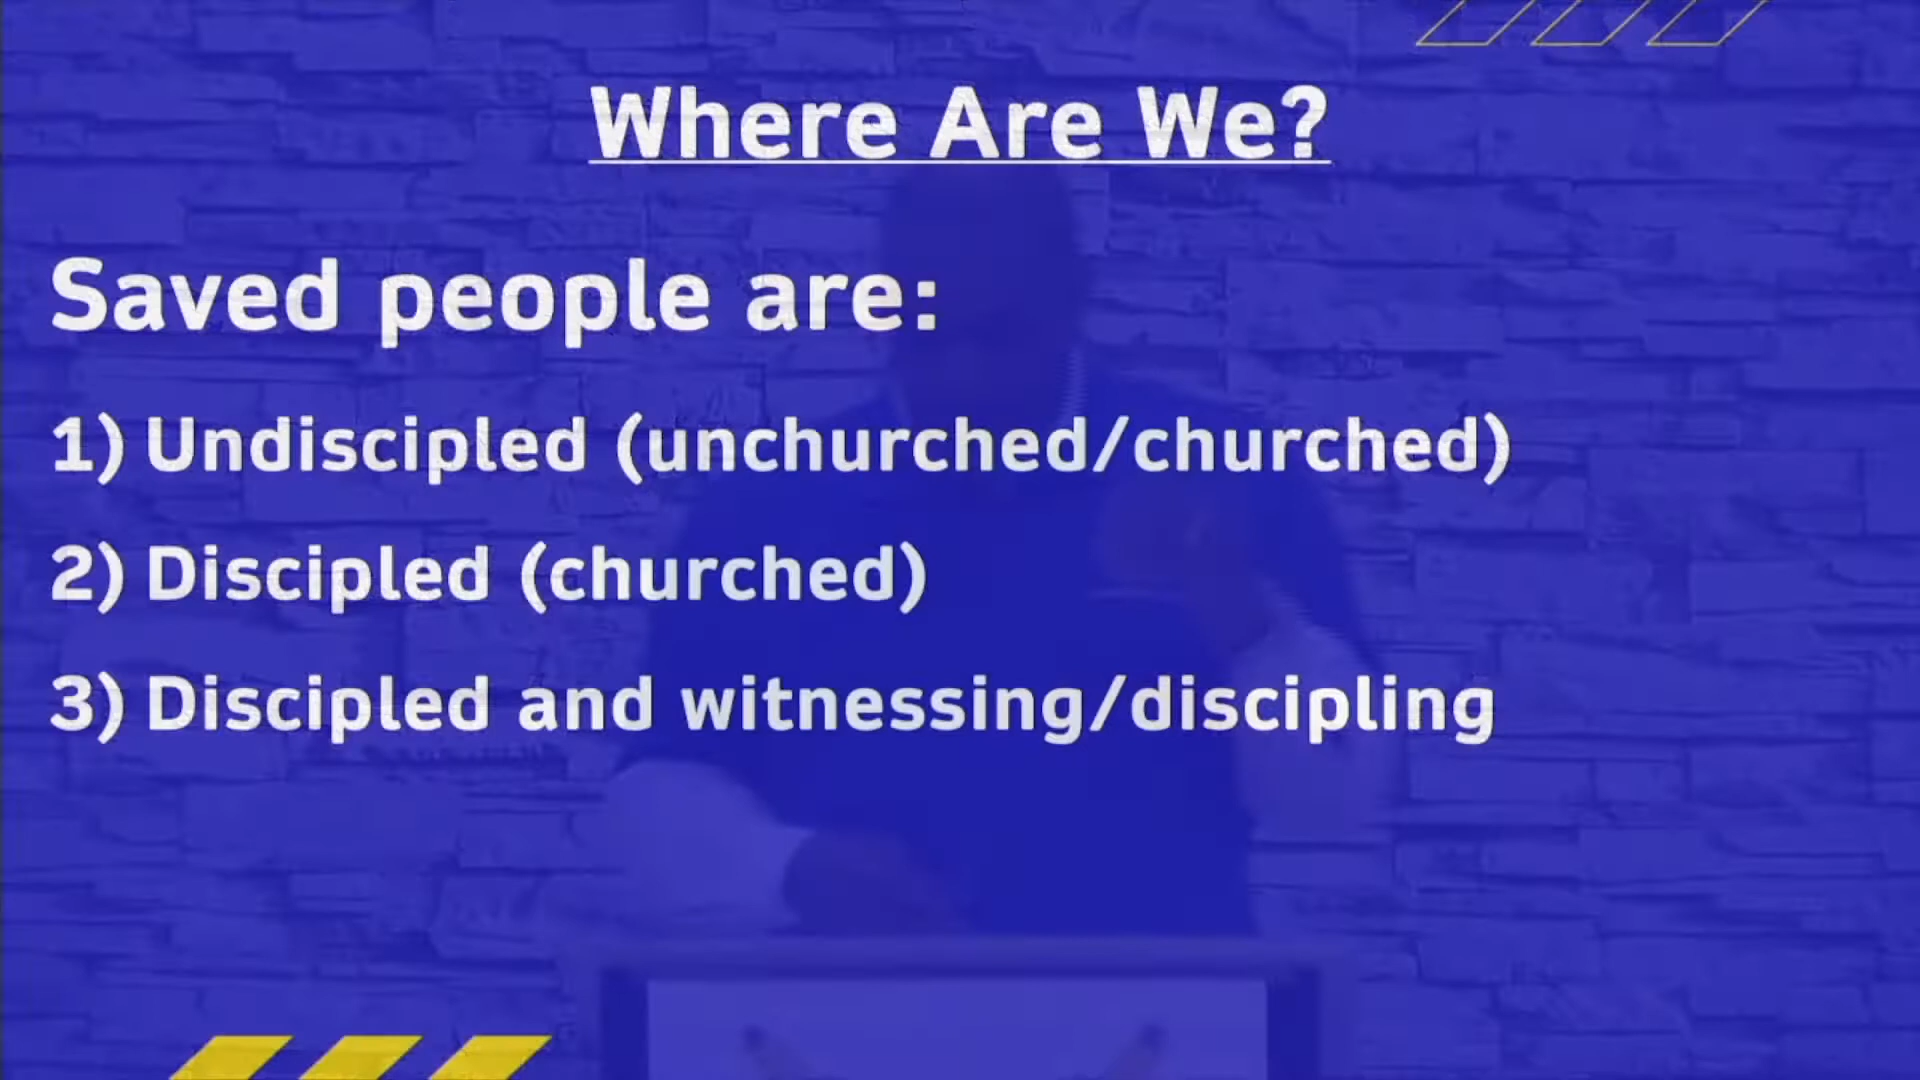 Where Are We?
Saved people are:
1) Undiscipled (unchurched/churched)
2) Discipled (churched)
3) Discipled and witnessing/discipling